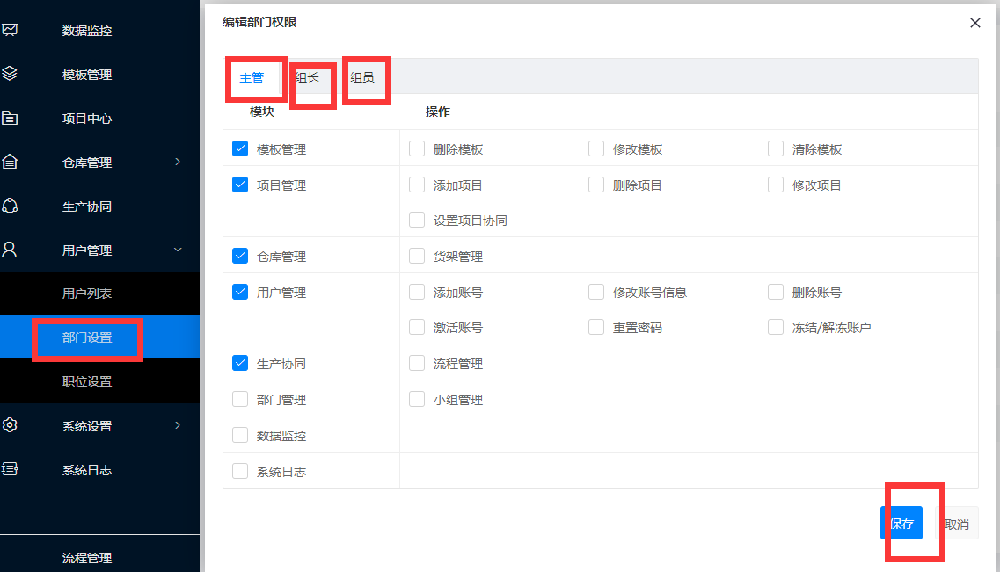 数据监控
模板管理
项目中心
仓库管理
生产协同
用户管理
用户列表
部门设置
职位设置
系统设置
系统日志
流程管理
编辑部门权限
主管 组长 组员
模块 操作
模板管理 删除模板 修改模板 清除模板
项目管理 添加项目 删除项目 修改项目
设置项目协同
仓库管理 货架管理
用户管理 添加账号 修改账号信息 删除账号
激活账号 重置密码 冻结/解冻账户
生产协同 流程管理
部门管理 小组管理
数据监控
系统日志
保存 取消